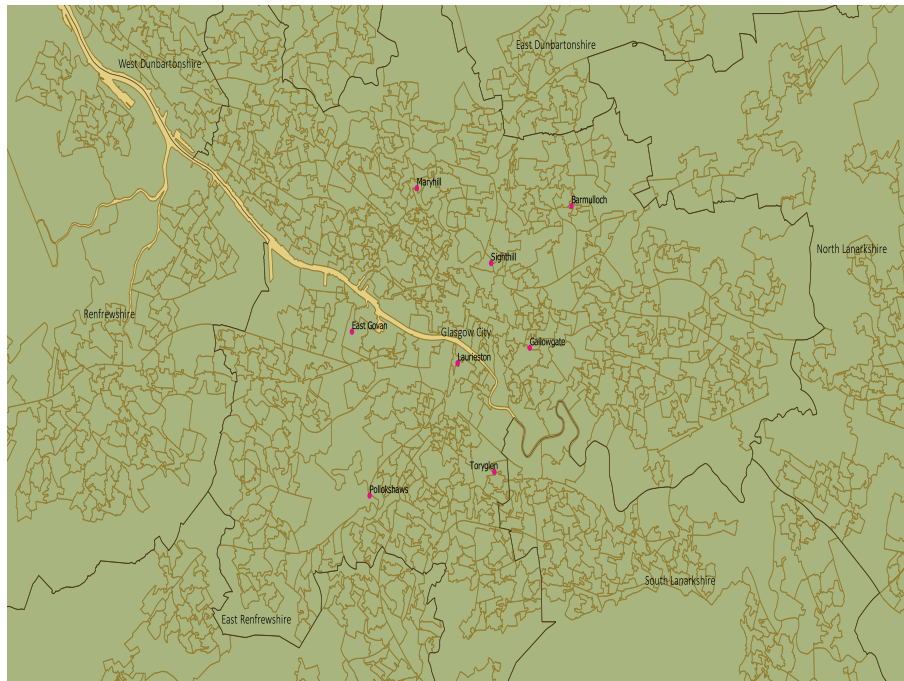 East Dunbartonshire
West Dunbartonshire
Maryhill
Barmulloch
North Lanarkshire
Sighthill
Renfrewshire
East Govan
Glasgow City
Gallowgate
Laurieston
Toryglen
Pollokshaws
South Lanarkshire
East Renfrewshire